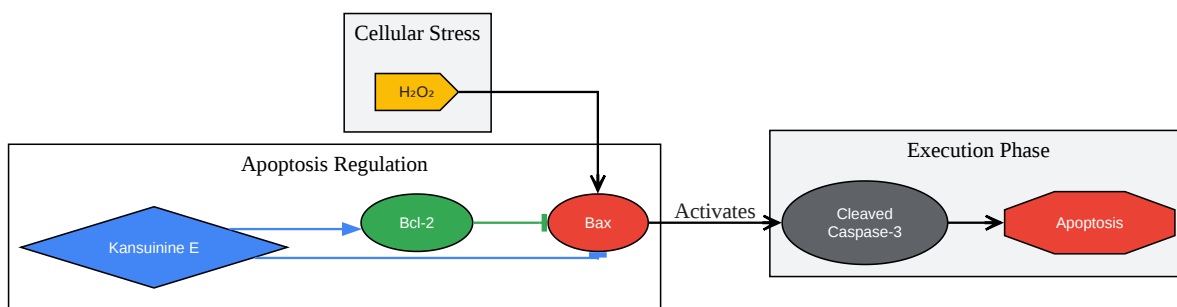 Cellular Stress
H₂O₂
Apoptosis Regulation
Kansuinine E
Bcl-2
Bax
Activates
Execution Phase
Cleaved
Caspase-3
Apoptosis